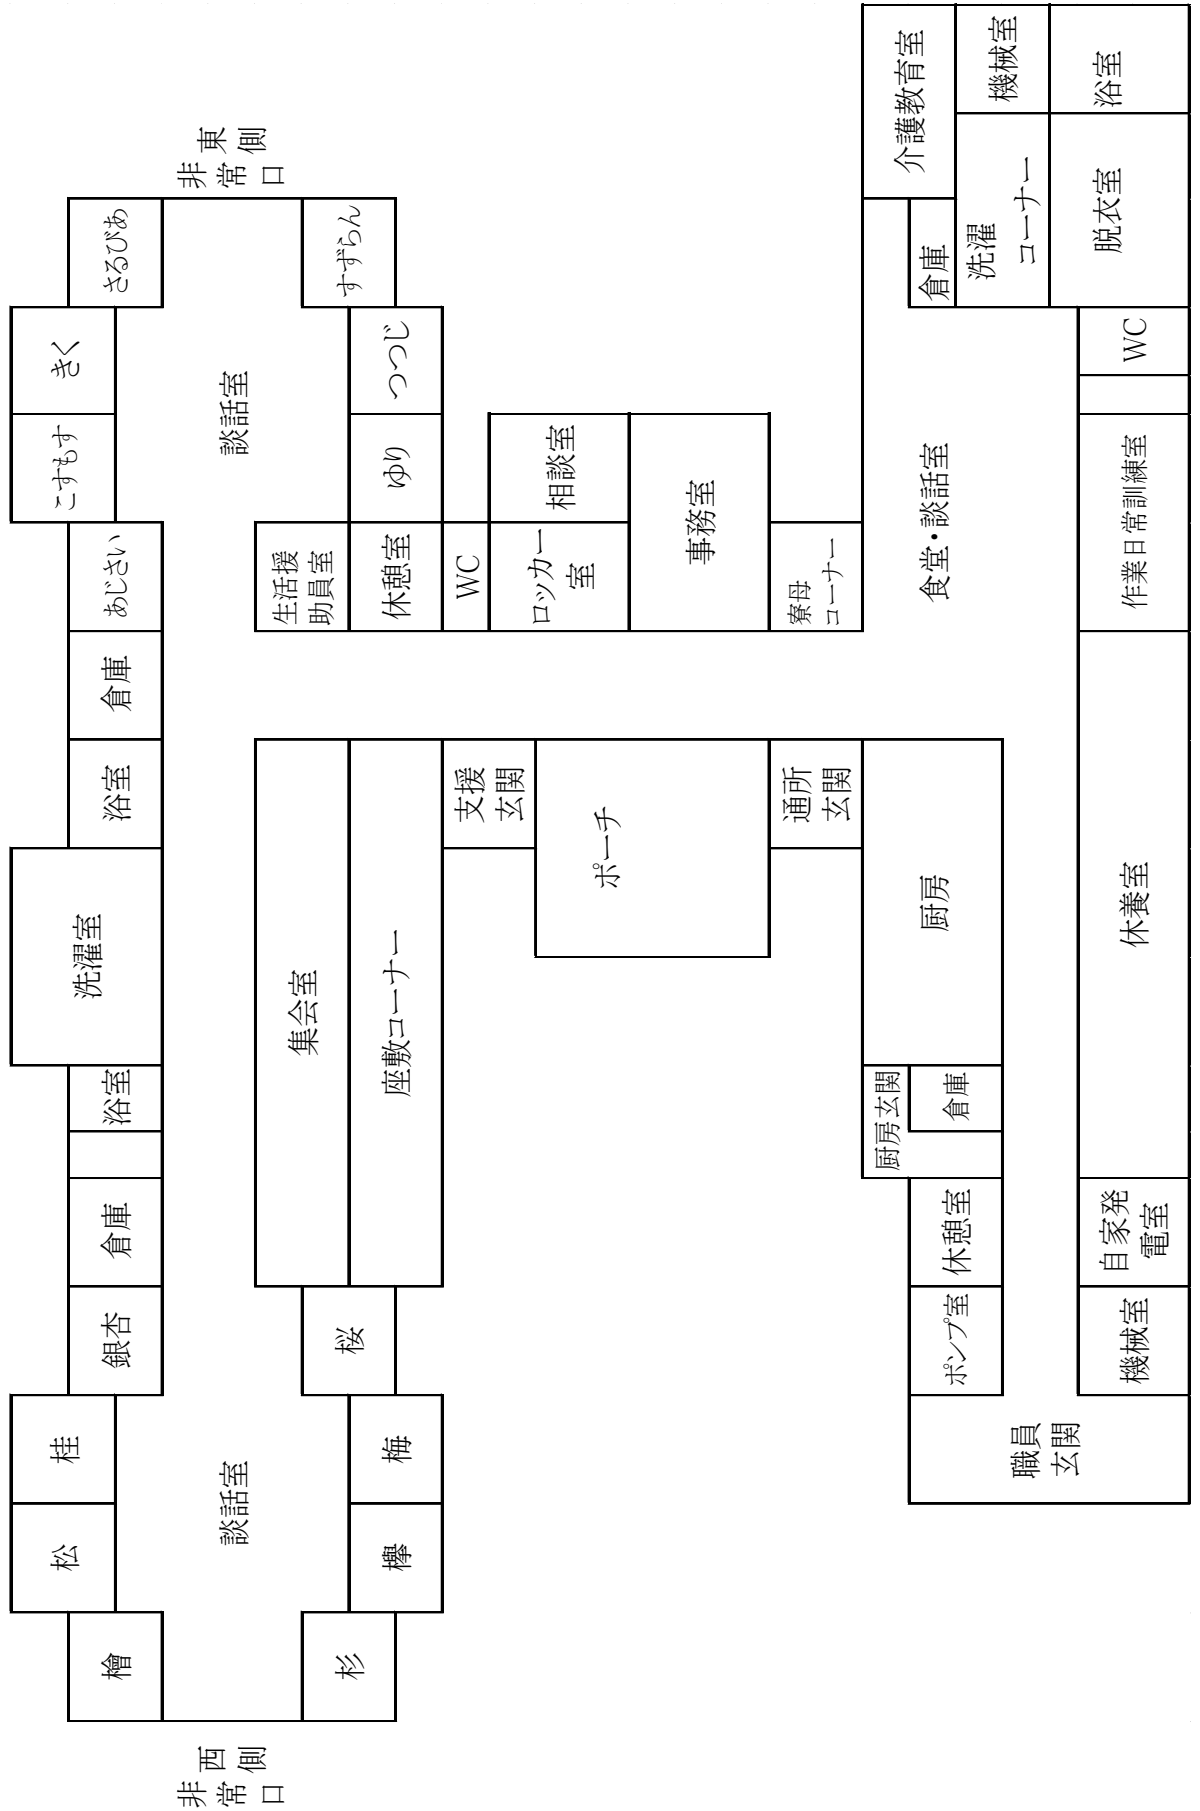 松
桂
洗濯室
こすもす
きく
檜
銀杏
倉庫
浴室
浴室
倉庫
あじさい
さるびあ
西側
非常口
談話室
談話室
東側
非常口
集会室
生活援
助員室
杉
桜
すずらん
欅
梅
座敷コーナー
休憩室
ゆり
つつじ
支援
玄関
WC
ロッカー
室
相談室
ポーチ
事務室
通所
玄関
寮母
コーナー
厨房玄関
厨房
食堂・談話室
介護教育室
ポンプ室
休憩室
倉庫
倉庫
洗濯
コーナー
機械室
職員
玄関
機械室
自家発
電室
休養室
作業日常訓練室
WC
脱衣室
浴室